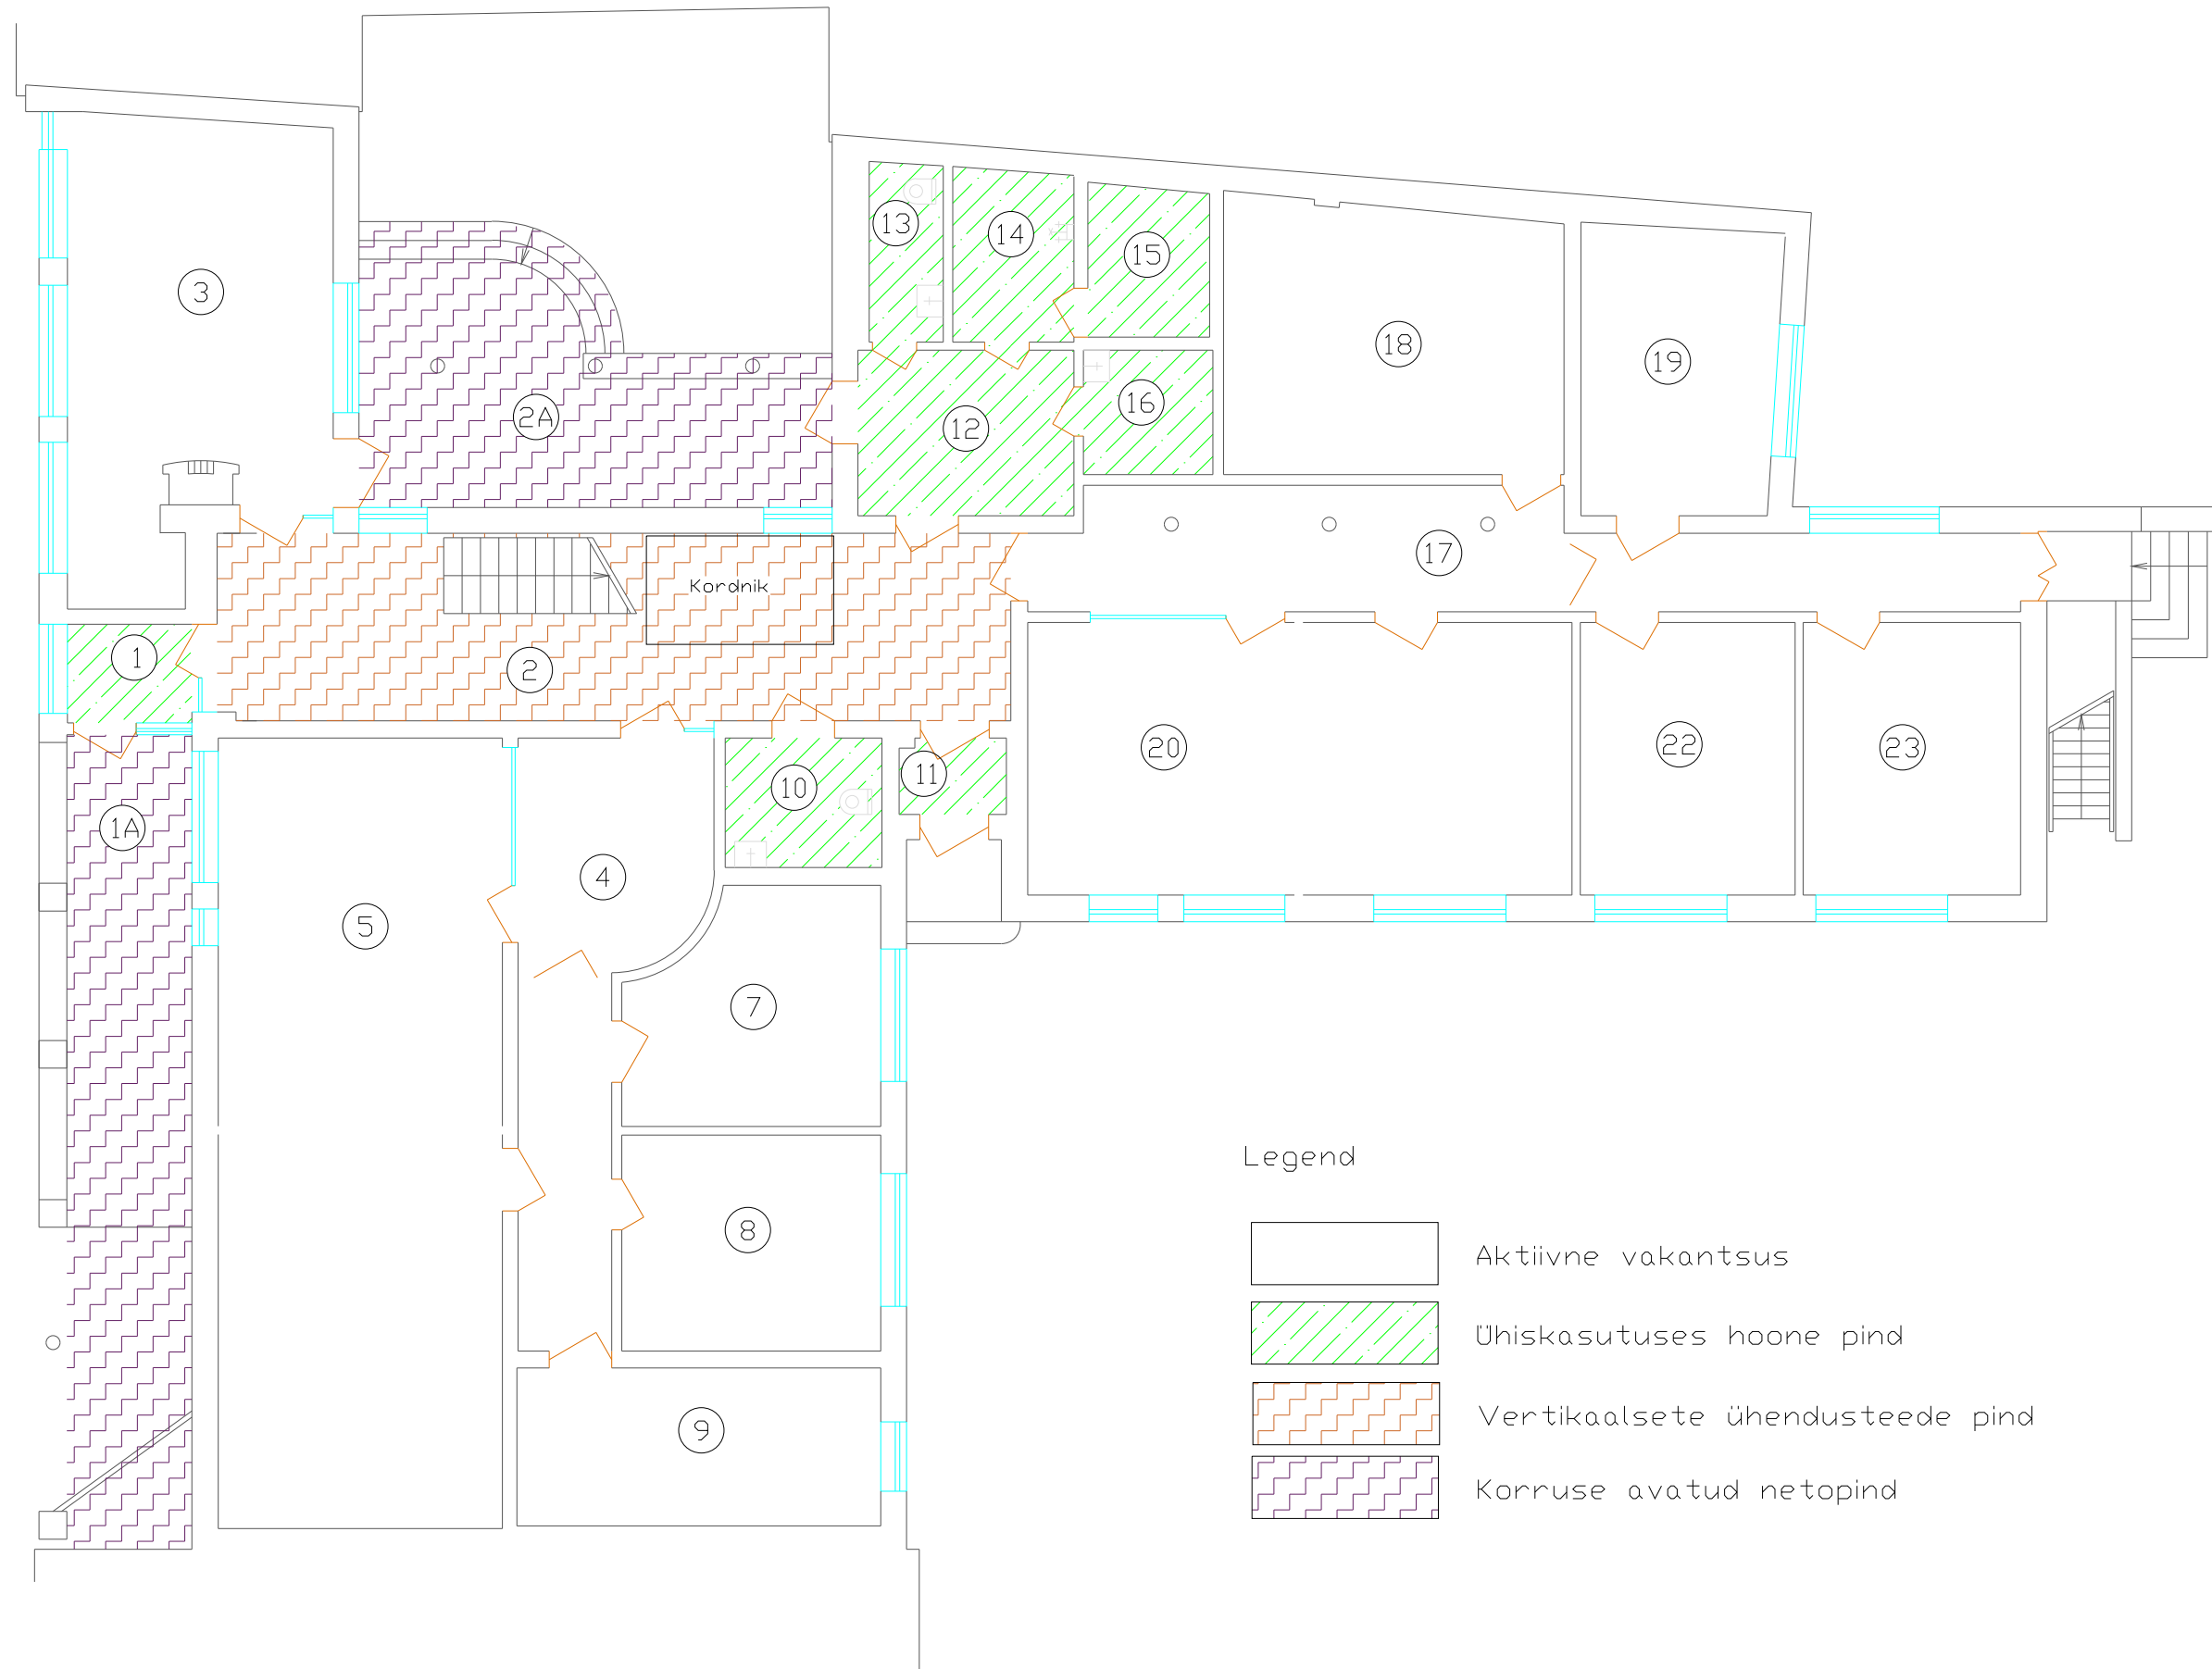 13
14
15
3
18
19
16
2A
12
17
Kordnik
1
2
22
20
23
11
10
1A
4
5
7
8
9
Legend
Aktiivne vakantsus
Ühiskasutuses hoone pind
Vertikaalsete ühendusteede pind
Korruse avatud netopind